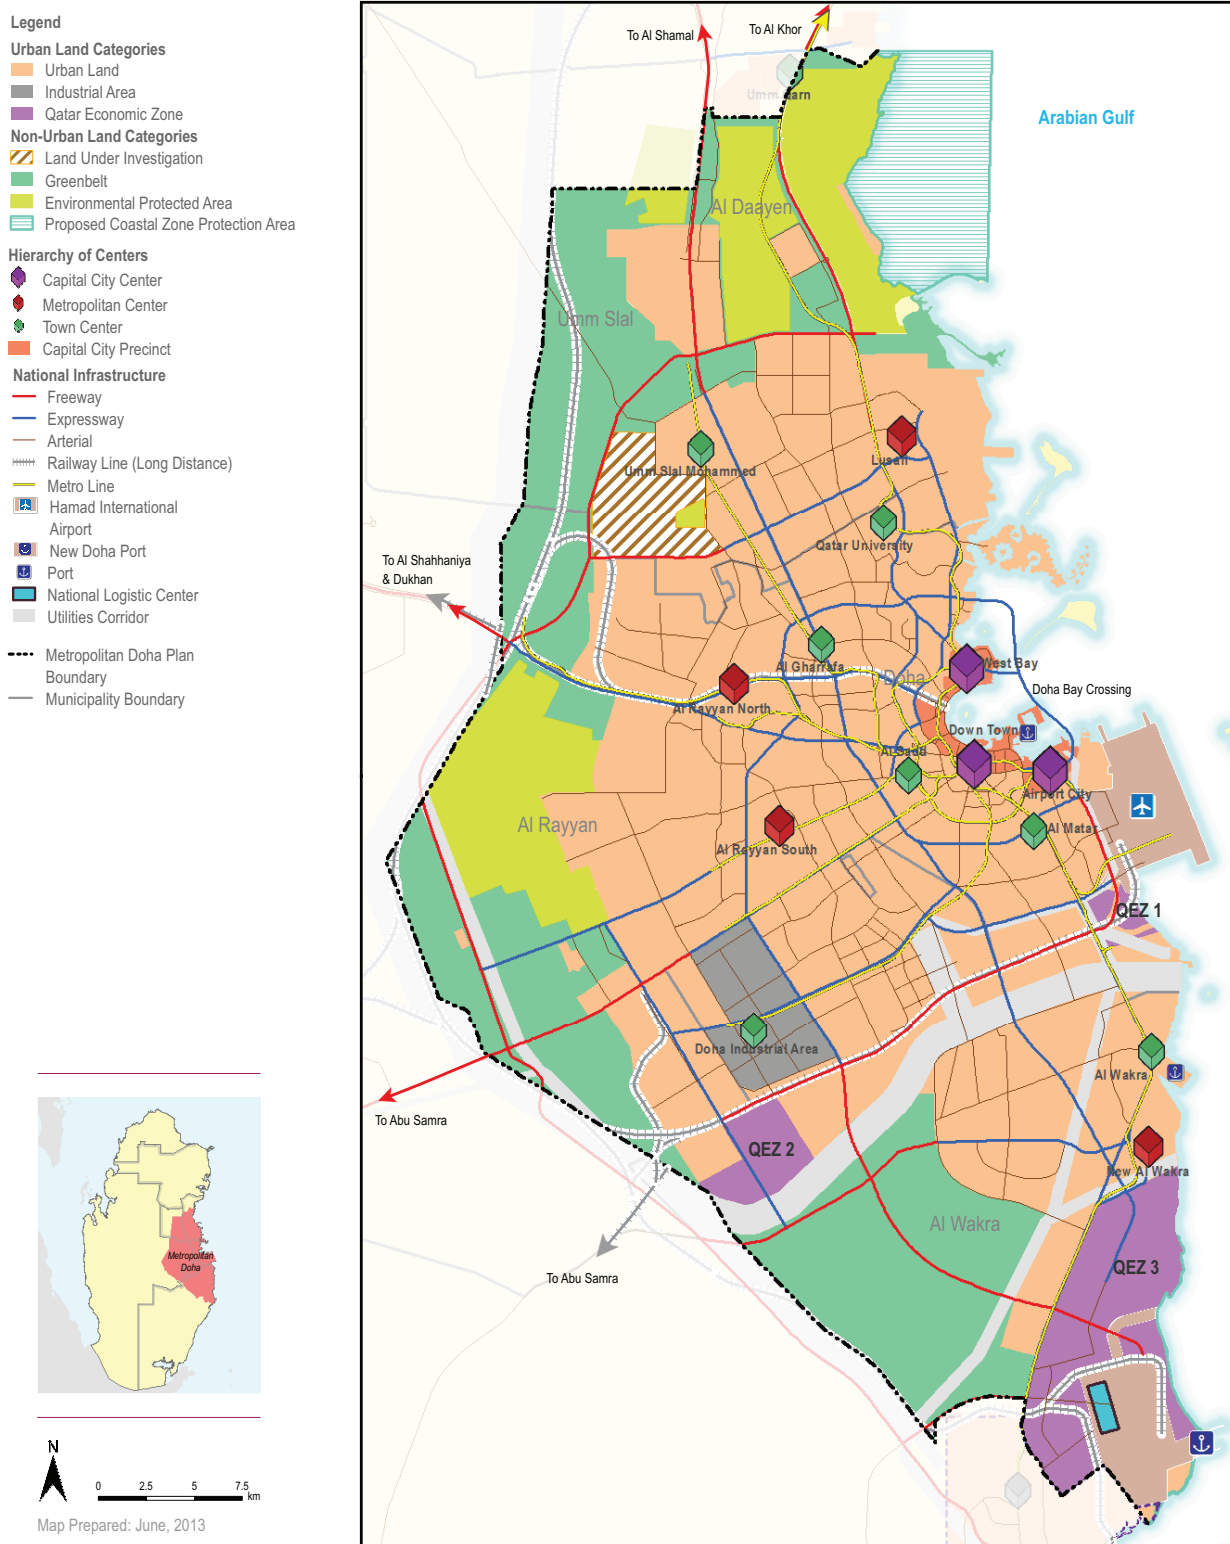 Legend
Urban Land Categories
Urban Land
Industrial Area
Qatar Economic Zone
Non-Urban Land Categories
Land Under Investigation
Greenbelt
Environmental Protected Area
Proposed Coastal Zone Protection Area
Hierarchy of Centers
Capital City Center
Metropolitan Center
Town Center
Capital City Precinct
National Infrastructure
Freeway
Expressway
Arterial
Railway Line (Long Distance)
Metro Line
Hamad International
Airport
New Doha Port
Port
National Logistic Center
Utilities Corridor
Metropolitan Doha Plan
Boundary
Municipality Boundary
Metropolitan
Doha
N
0 2.5 5 7.5
km
Map Prepared: June, 2013
To Al Shamal
To Al Khor
Arabian Gulf
Al Daayen
Umm Slal
Lusail
Umm Slal Mohammed
Qatar University
To Al Shahhaniya
& Dukhan
Al Gharrafa
West Bay
Doha
Doha Bay Crossing
Al Rayyan North
Down Town
Al Sadd
Airport City
Al Rayyan
Al Matar
Al Rayyan South
QEZ 1
Doha Industrial Area
Al Wakra
To Abu Samra
QEZ 2
New Al Wakra
Al Wakra
QEZ 3
To Abu Samra